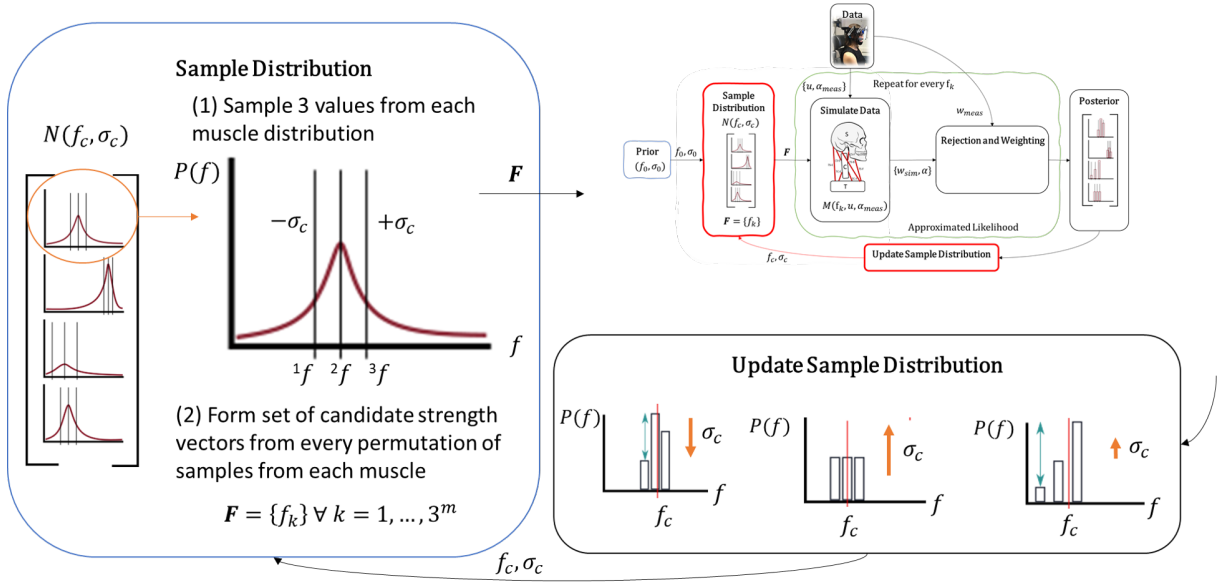 Sample Distribution
(1) Sample 3 values from each
muscle distribution
N(f_c, σ_c)
P(f)
−σ_c
+σ_c
F
f
¹f
²f
³f
(2) Form set of candidate strength
vectors from every permutation of
samples from each muscle
F = {f_k} ∀ k = 1, … , 3^m
f_c, σ_c
Data
{u, α_meas}
Repeat for every f_k
w_meas
Prior
(f_0, σ_0)
f_0, σ_0
Sample
Distribution
N(f_c, σ_c)
F = {f_k}
F
Simulate Data
S
C
T
M(f_k, u, α_meas)
{w_sim, α}
Rejection and Weighting
Posterior
Approximated Likelihood
Update Sample Distribution
f_c, σ_c
Update Sample Distribution
P(f)
σ_c
f
f_c
P(f)
σ_c
f
f_c
P(f)
σ_c
f
f_c